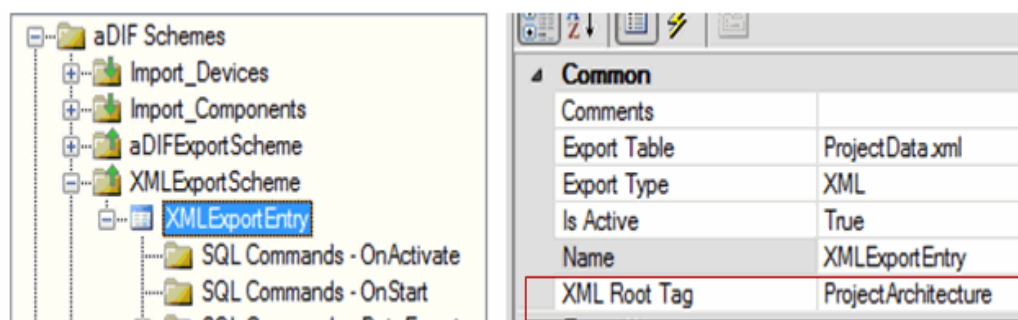 aDIF Schemes
Import_Devices
Import_Components
aDIFExportScheme
XMLExportScheme
XMLExportEntry
SQL Commands - OnActivate
SQL Commands - OnStart
Common
Comments
Export Table ProjectData.xml
Export Type XML
Is Active True
Name XMLExportEntry
XML Root Tag ProjectArchitecture